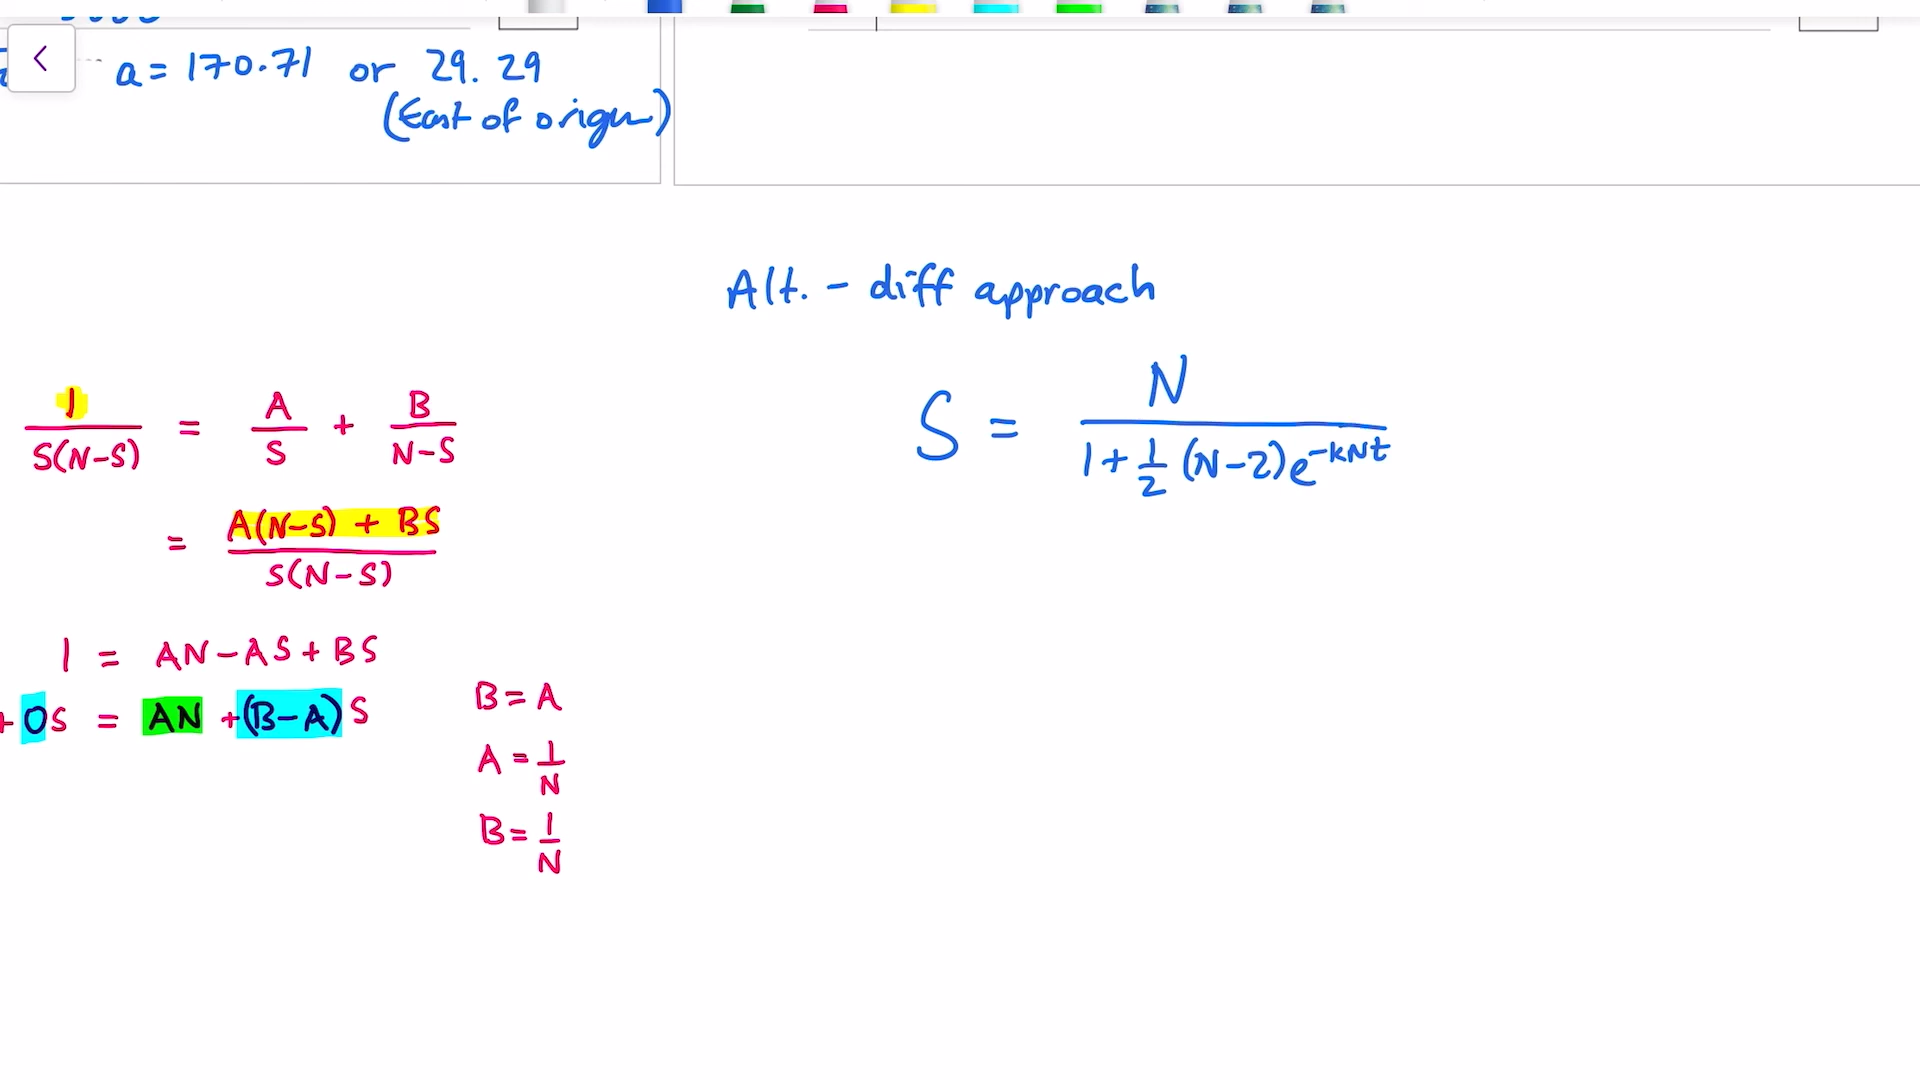 a = 170.71 or 29.29
(East of origin)
Alt. - diff approach
S = N / (1 + 1/2 (N-2)e^-kNt)
1 / S(N-S) = A / S + B / N-S
= A(N-S) + BS / S(N-S)
1 = AN - AS + BS
+ 0S = AN + (B-A)S
B = A
A = 1/N
B = 1/N